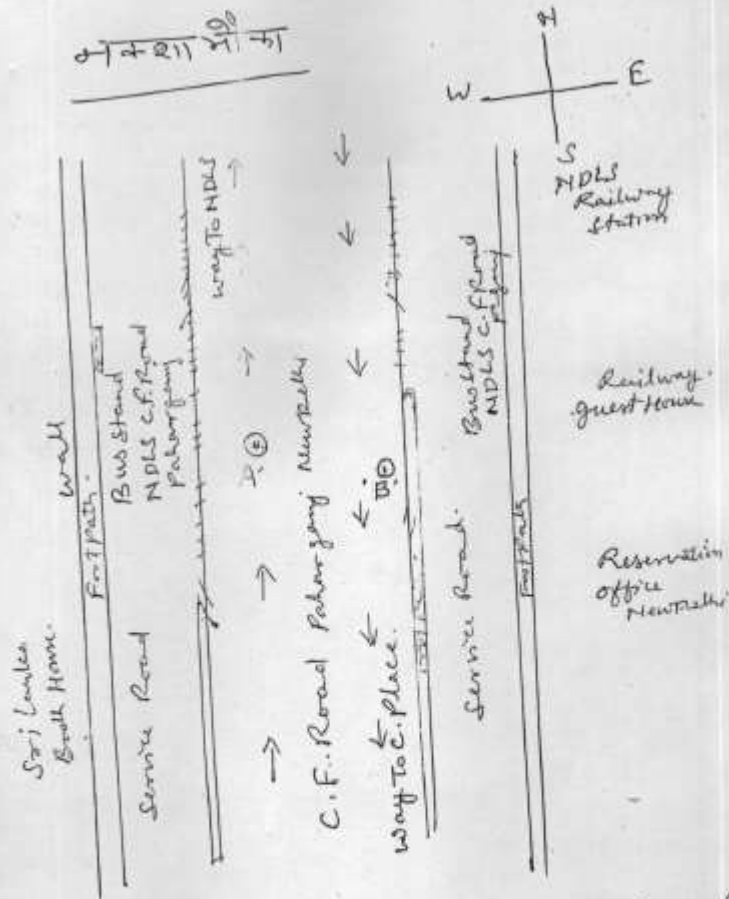 नक्शा मौका
N
W
E
S
NDLS
Railway
Station
Railway
guest House
Reservation
office
New Delhi
Sri Lanka
Bodh House.
wall
Footpath.
Bus Stand
NDLS C.F. Road
Paharganj
Service Road
way To NDLS
C.F. Road Paharganj New Delhi
Way To C. Place.
Bus Stand
NDLS C.F. Road
Service Road.
Footpath